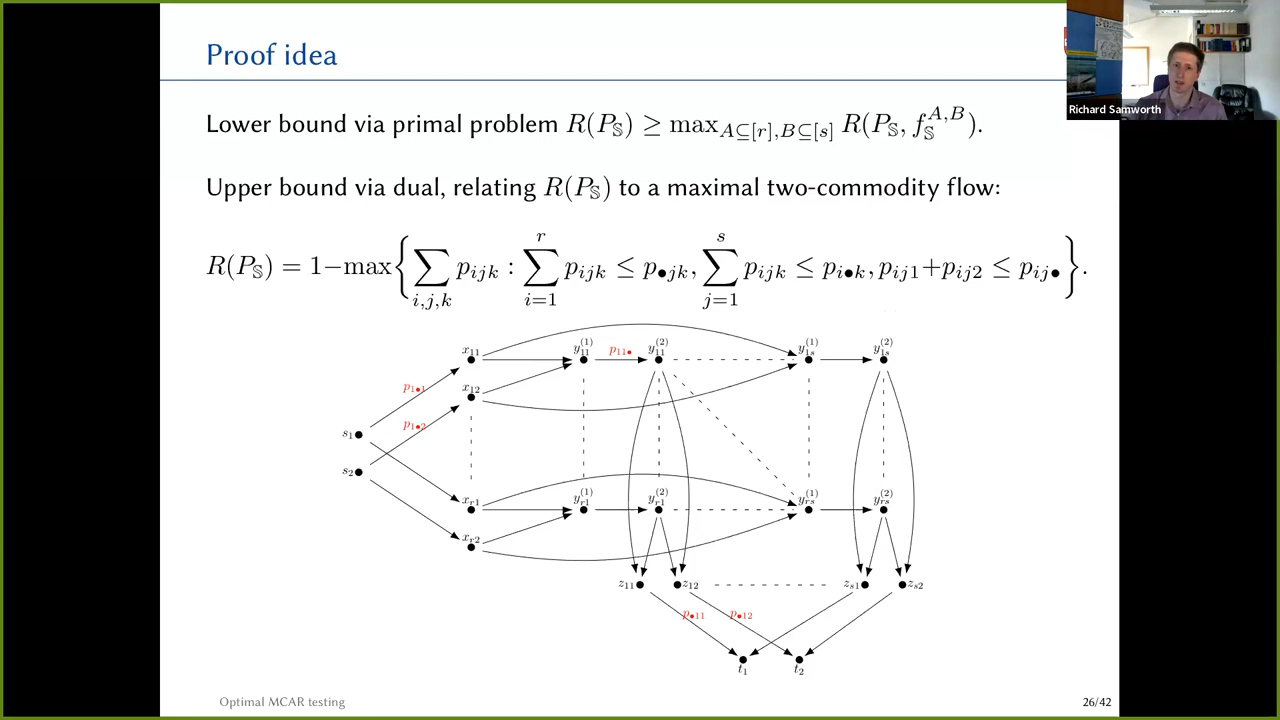 Proof idea
Richard Samworth
Lower bound via primal problem R(P_𝕊) ≥ max_{A⊆[r],B⊆[s]} R(P_𝕊, f_𝕊^{A,B}).
Upper bound via dual, relating R(P_𝕊) to a maximal two-commodity flow:
R(P_𝕊) = 1−max{∑_{i,j,k} p_{ijk} : ∑_{i=1}^{r} p_{ijk} ≤ p_{•jk}, ∑_{j=1}^{s} p_{ijk} ≤ p_{i•k}, p_{ij1}+p_{ij2} ≤ p_{ij•}}.
x_{11} y_{11}^{(1)} p_{11•} y_{11}^{(2)} y_{1s}^{(1)} y_{1s}^{(2)}
p_{1•1} x_{12}
p_{1•2}
s_1
s_2
x_{r1} y_{r1}^{(1)} y_{r1}^{(2)} y_{rs}^{(1)} y_{rs}^{(2)}
x_{r2}
z_{11} z_{12} z_{s1} z_{s2}
p_{•11} p_{•12}
t_1 t_2
Optimal MCAR testing 26/42